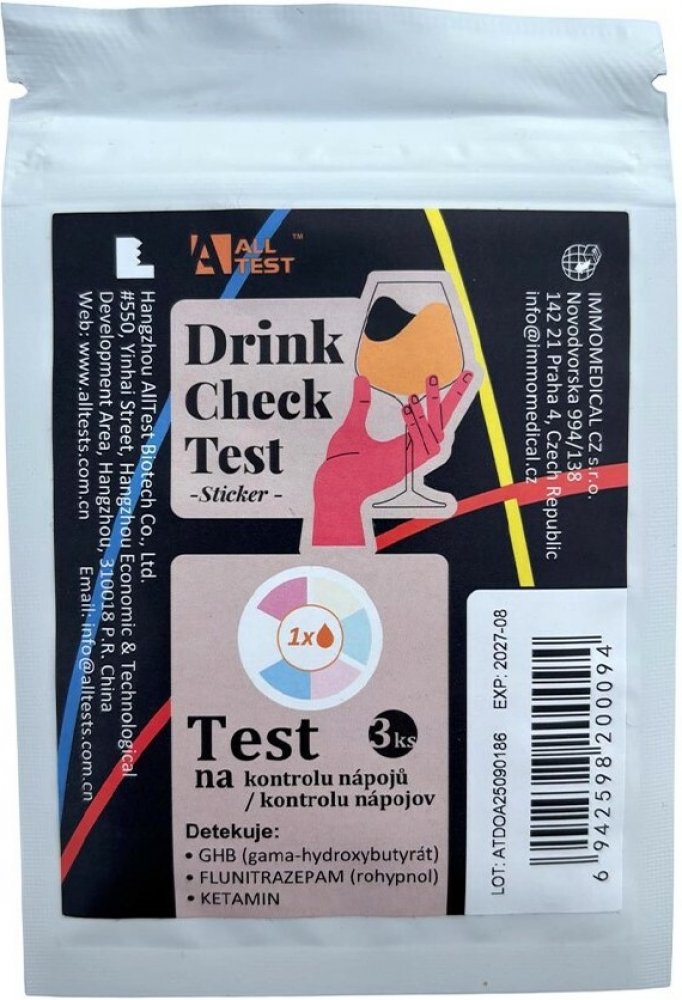 ALL
TEST™
Drink
Check
Test
-Sticker -
1x
Test
3ks
na kontrolu nápojů
/ kontrolu nápojov
Detekuje:
• GHB (gama-hydroxybutyrát)
• FLUNITRAZEPAM (rohypnol)
• KETAMIN
Hangzhou AllTest Biotech Co., Ltd.
#550, Yinhai Street, Hangzhou Economic & Technological
Development Area, Hangzhou, 310018 P.R. China
Web: www.alltests.com.cn Email: info@alltests.com.cn
IMMOMEDICAL CZ s.r.o.
Novodvorska 994/138
142 21 Praha 4, Czech Republic
info@immomedical.cz
LOT: ATDOA25090186 EXP: 2027-08
6 942598 200094